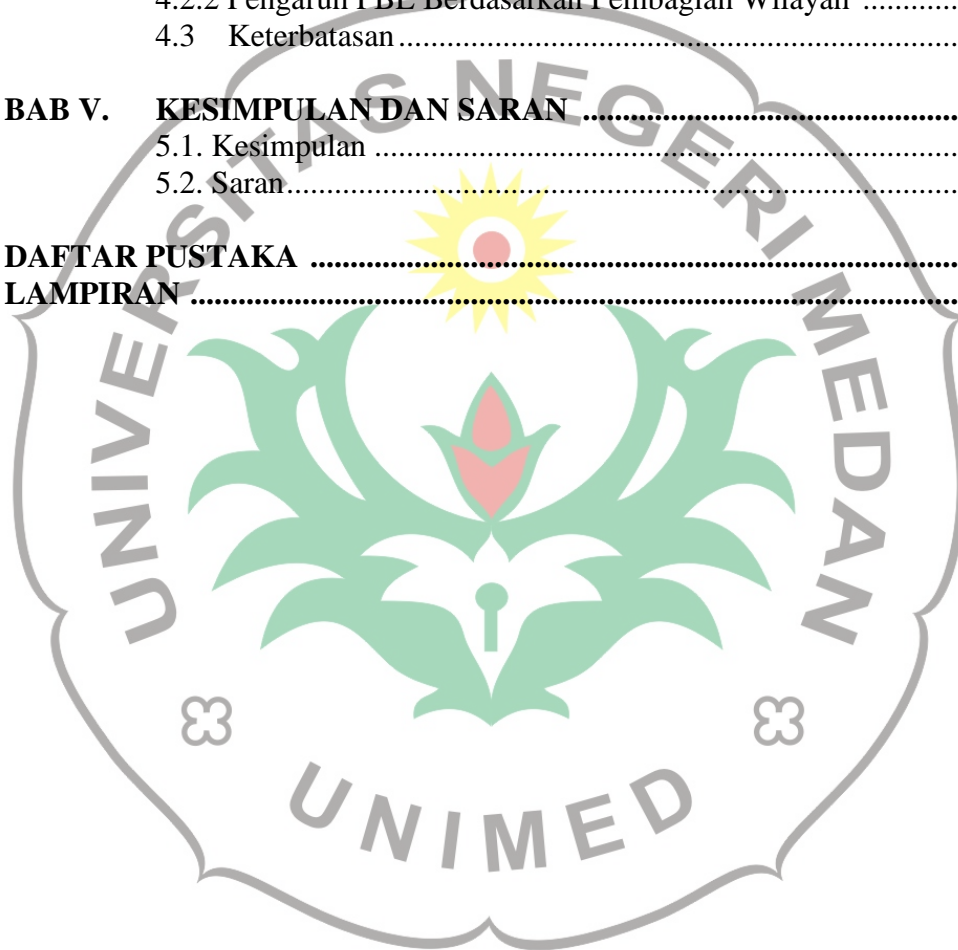 4.2.2 Pengaruh PBL Berdasarkan Pembagian Wilayah ............
4.3 Keterbatasan ......................................................................
BAB V. KESIMPULAN DAN SARAN ..........................................
5.1. Kesimpulan ..........................................................................
5.2. Saran......................................................................................
DAFTAR PUSTAKA ..........................................................................
LAMPIRAN ........................................................................................
UNIVERSITAS NEGERI MEDAN
UNIMED